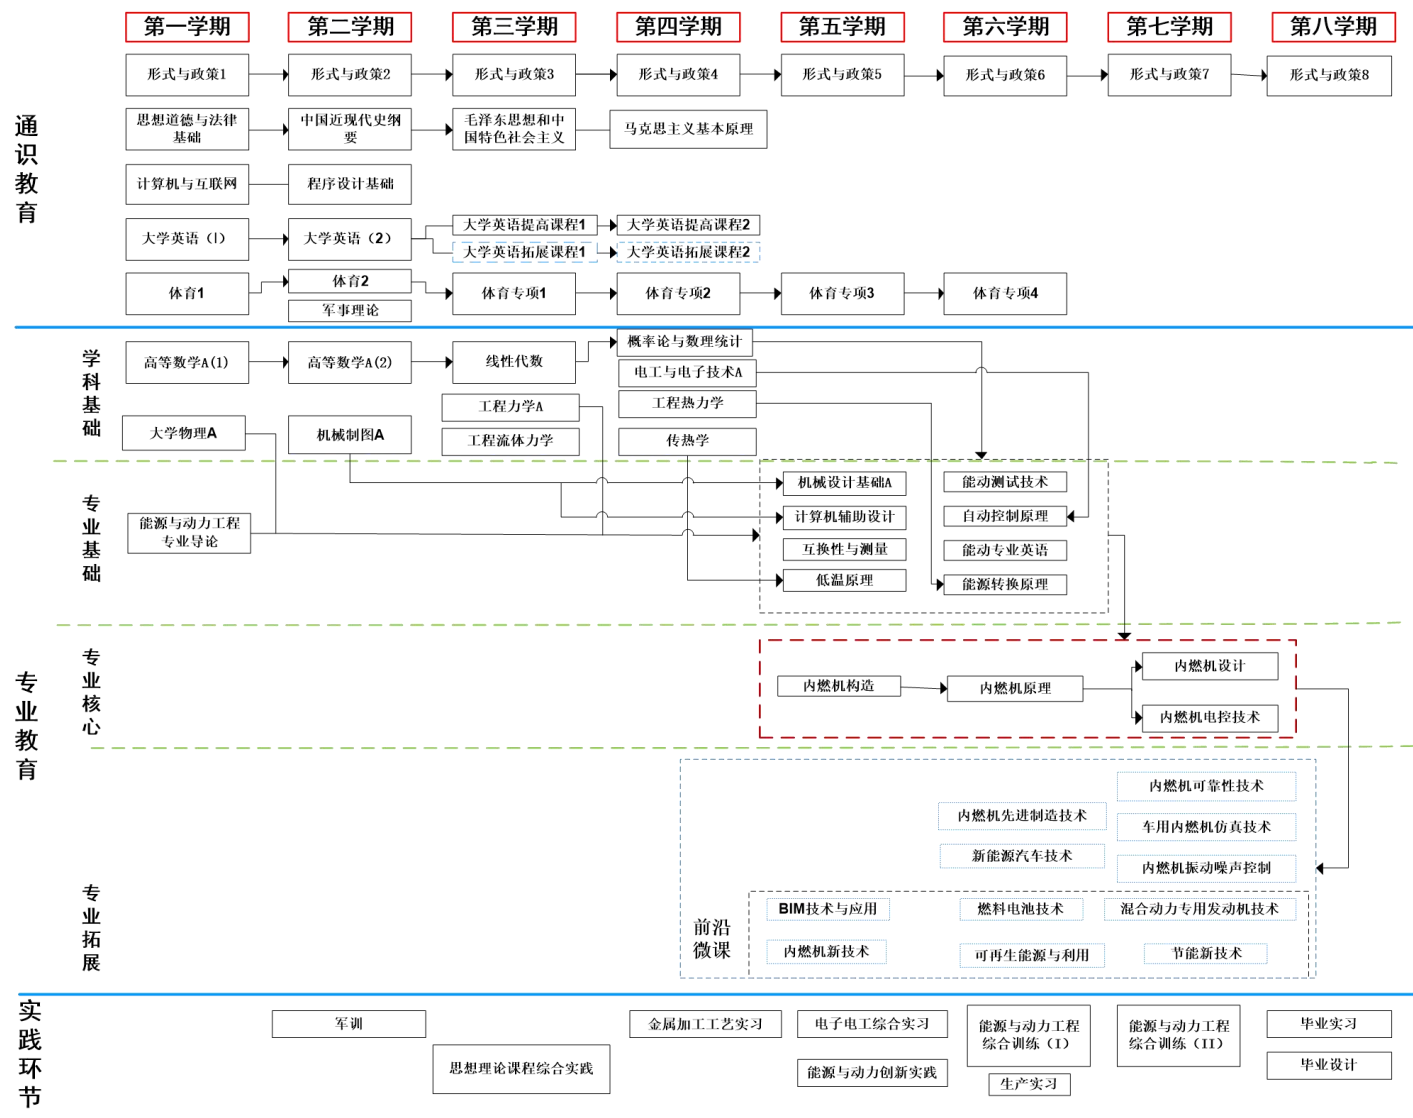 第一学期
第二学期
第三学期
第四学期
第五学期
第六学期
第七学期
第八学期
通识教育
形式与政策1
形式与政策2
形式与政策3
形式与政策4
形式与政策5
形式与政策6
形式与政策7
形式与政策8
思想道德与法律
基础
中国近现代史纲
要
毛泽东思想和中
国特色社会主义
马克思主义基本原理
计算机与互联网
程序设计基础
大学英语（I）
大学英语（2）
大学英语提高课程1
大学英语提高课程2
大学英语拓展课程1
大学英语拓展课程2
体育1
体育2
军事理论
体育专项1
体育专项2
体育专项3
体育专项4
专业教育
学科基础
高等数学A(1)
高等数学A(2)
线性代数
概率论与数理统计
电工与电子技术A
工程力学A
工程热力学
大学物理A
机械制图A
工程流体力学
传热学
专业基础
能源与动力工程
专业导论
机械设计基础A
能动测试技术
计算机辅助设计
自动控制原理
互换性与测量
能动专业英语
低温原理
能源转换原理
专业核心
内燃机构造
内燃机原理
内燃机设计
内燃机电控技术
专业拓展
内燃机可靠性技术
内燃机先进制造技术
车用内燃机仿真技术
新能源汽车技术
内燃机振动噪声控制
前沿
微课
BIM技术与应用
燃料电池技术
混合动力专用发动机技术
内燃机新技术
可再生能源与利用
节能新技术
实践环节
军训
思想理论课程综合实践
金属加工工艺实习
电子电工综合实习
能源与动力创新实践
能源与动力工程
综合训练（I）
生产实习
能源与动力工程
综合训练（II）
毕业实习
毕业设计